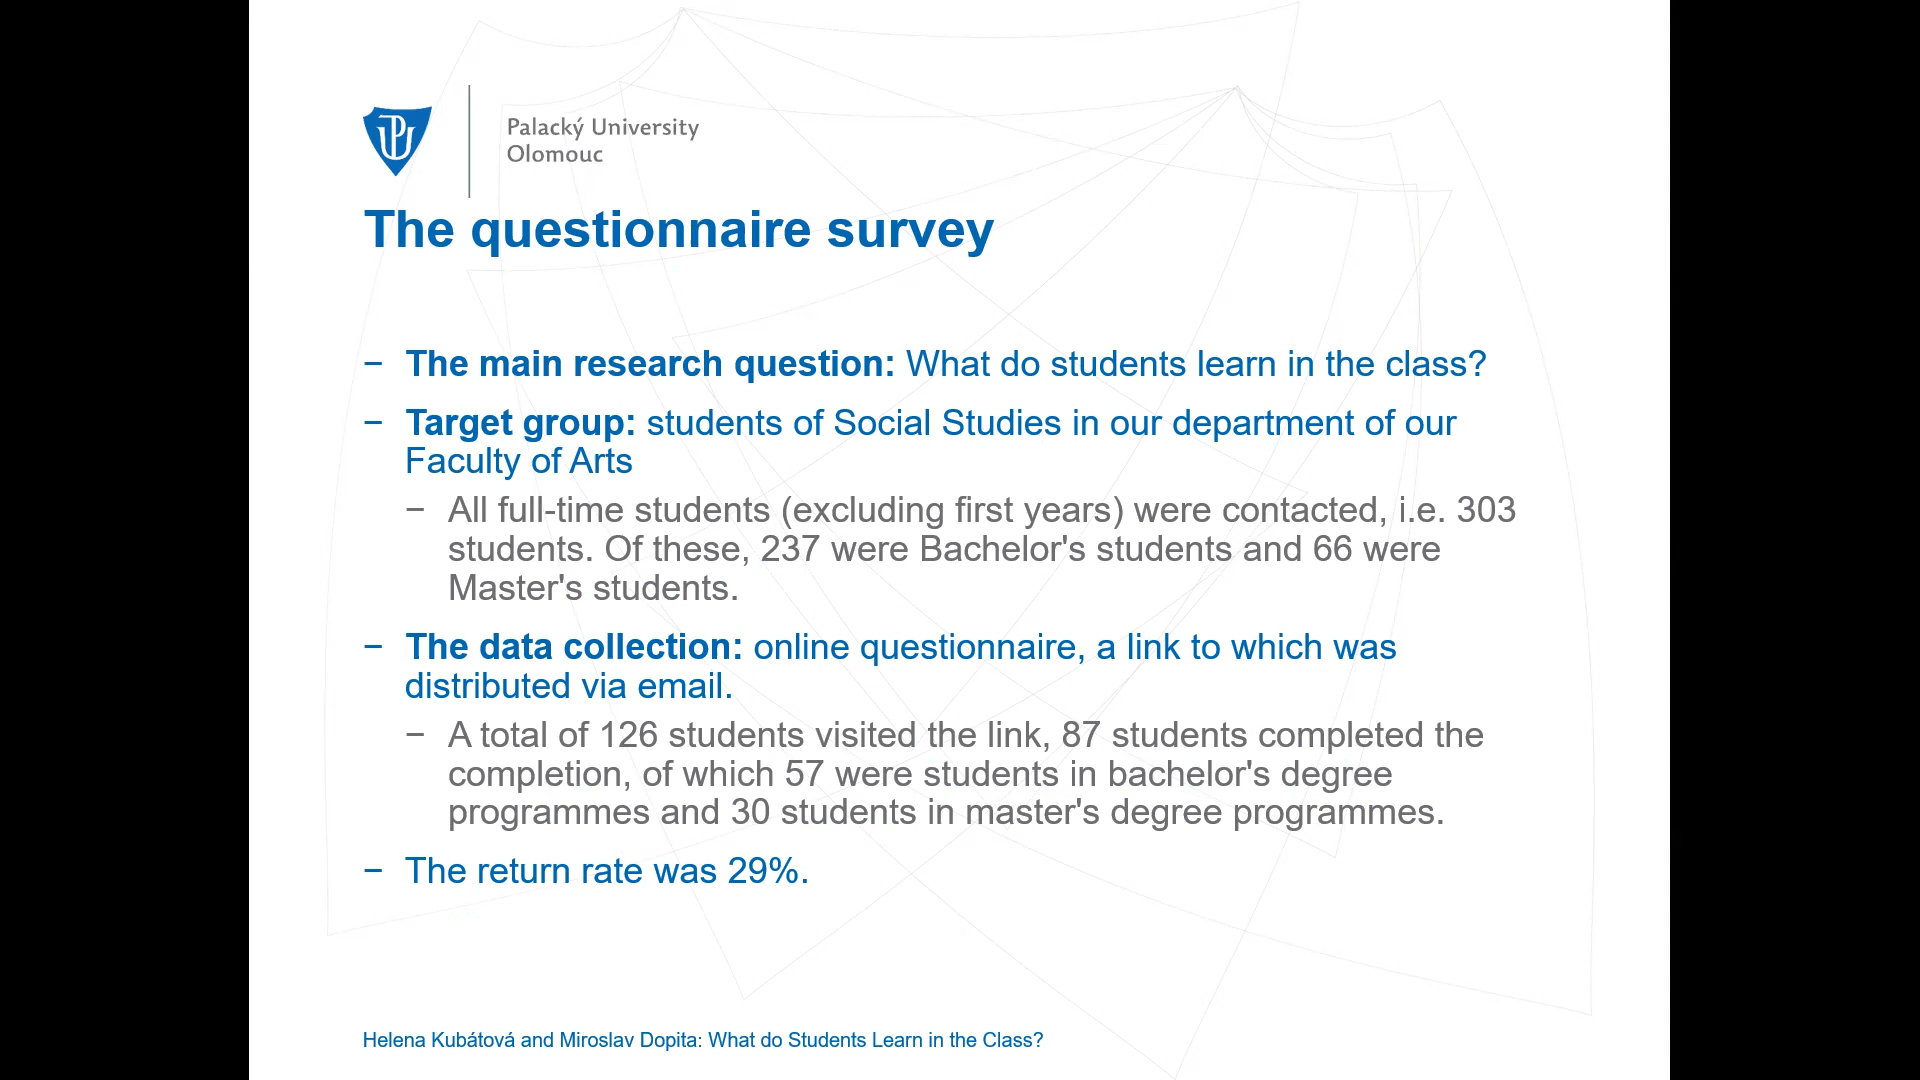 Palacký University
Olomouc
The questionnaire survey
− The main research question: What do students learn in the class?
− Target group: students of Social Studies in our department of our
Faculty of Arts
− All full-time students (excluding first years) were contacted, i.e. 303
students. Of these, 237 were Bachelor's students and 66 were
Master's students.
− The data collection: online questionnaire, a link to which was
distributed via email.
− A total of 126 students visited the link, 87 students completed the
completion, of which 57 were students in bachelor's degree
programmes and 30 students in master's degree programmes.
− The return rate was 29%.
Helena Kubátová and Miroslav Dopita: What do Students Learn in the Class?